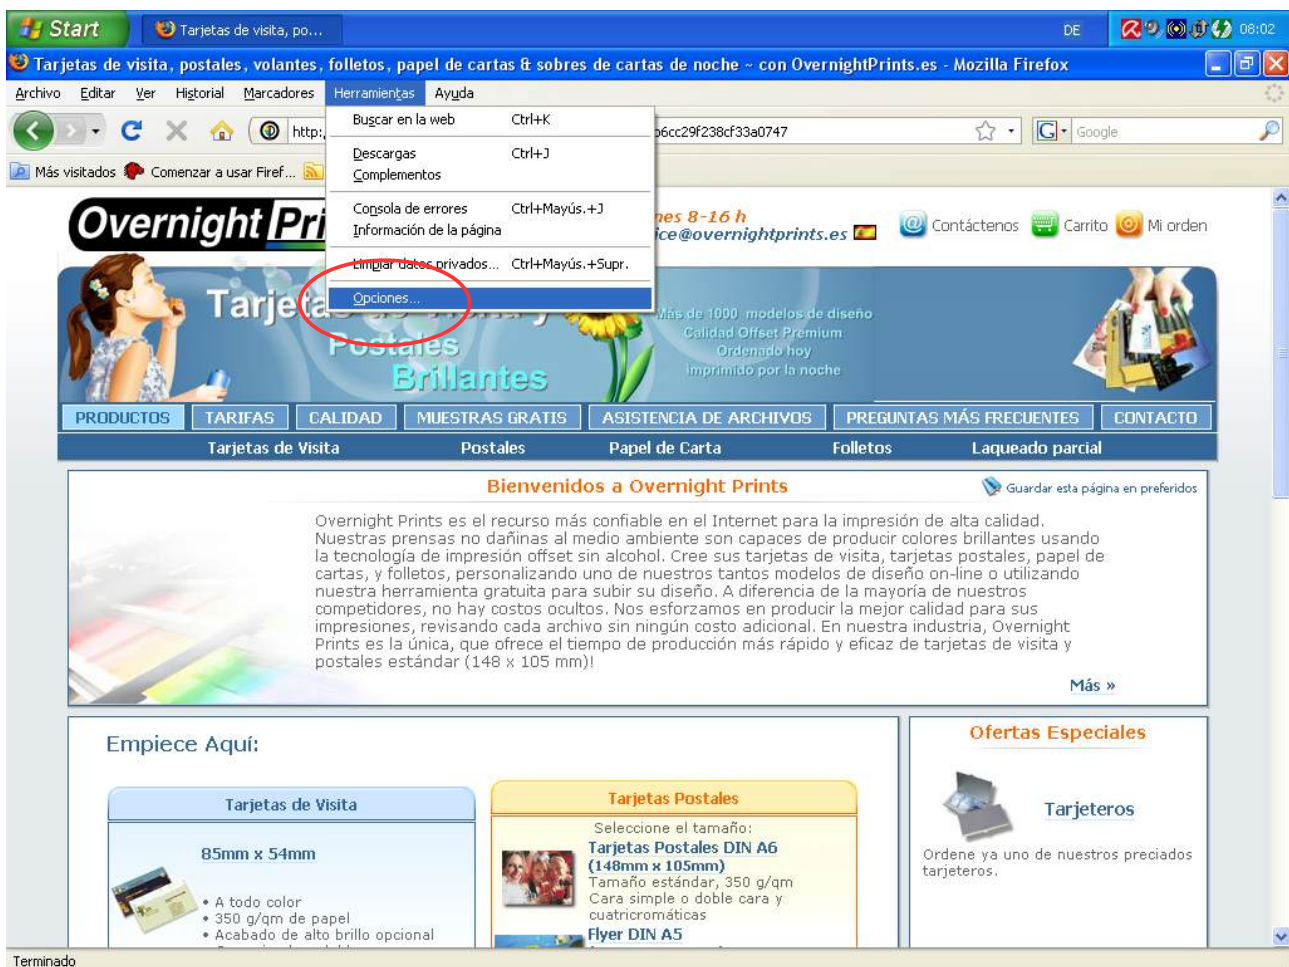 Start
Tarjetas de visita, po...
DE
08:02
Tarjetas de visita, postales, volantes, folletos, papel de cartas & sobres de cartas de noche ~ con OvernightPrints.es - Mozilla Firefox
Archivo Editar Ver Historial Marcadores Herramientas Ayuda
Buscar en la web Ctrl+K
Descargas Ctrl+J
Complementos
Consola de errores Ctrl+Mayús.+J
Información de la página
Limpiar datos privados... Ctrl+Mayús.+Supr.
Opciones...
http:
6cc29f238cf33a0747
Google
Más visitados Comenzar a usar Firef...
Overnight Pri
nes 8-16 h
ice@overnightprints.es
Contáctenos Carrito Mi orden
Tarjetas de Visita y
Postales
Brillantes
Más de 1000 modelos de diseño
Calidad Offset Premium
Ordenado hoy
imprimido por la noche
PRODUCTOS TARIFAS CALIDAD MUESTRAS GRATIS ASISTENCIA DE ARCHIVOS PREGUNTAS MÁS FRECUENTES CONTACTO
Tarjetas de Visita Postales Papel de Carta Folletos Laqueado parcial
Bienvenidos a Overnight Prints
Guardar esta página en preferidos
Overnight Prints es el recurso más confiable en el Internet para la impresión de alta calidad.
Nuestras prensas no dañinas al medio ambiente son capaces de producir colores brillantes usando
la tecnología de impresión offset sin alcohol. Cree sus tarjetas de visita, tarjetas postales, papel de
cartas, y folletos, personalizando uno de nuestros tantos modelos de diseño on-line o utilizando
nuestra herramienta gratuita para subir su diseño. A diferencia de la mayoría de nuestros
competidores, no hay costos ocultos. Nos esforzamos en producir la mejor calidad para sus
impresiones, revisando cada archivo sin ningún costo adicional. En nuestra industria, Overnight
Prints es la única, que ofrece el tiempo de producción más rápido y eficaz de tarjetas de visita y
postales estándar (148 x 105 mm)!
Más »
Empiece Aquí:
Tarjetas de Visita
85mm x 54mm
• A todo color
• 350 g/qm de papel
• Acabado de alto brillo opcional
Tarjetas Postales
Seleccione el tamaño:
Tarjetas Postales DIN A6
(148mm x 105mm)
Tamaño estándar, 350 g/qm
Cara simple o doble cara y
cuatricromáticas
Flyer DIN A5
Ofertas Especiales
Tarjeteros
Ordene ya uno de nuestros preciados
tarjeteros.
Terminado